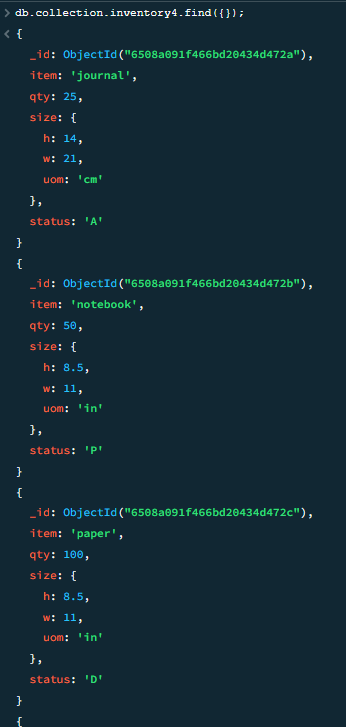 db.collection.inventory4.find({});
{
_id: ObjectId("6508a091f466bd20434d472a"),
item: 'journal',
qty: 25,
size: {
h: 14,
w: 21,
uom: 'cm'
},
status: 'A'
}
{
_id: ObjectId("6508a091f466bd20434d472b"),
item: 'notebook',
qty: 50,
size: {
h: 8.5,
w: 11,
uom: 'in'
},
status: 'P'
}
{
_id: ObjectId("6508a091f466bd20434d472c"),
item: 'paper',
qty: 100,
size: {
h: 8.5,
w: 11,
uom: 'in'
},
status: 'D'
}
{